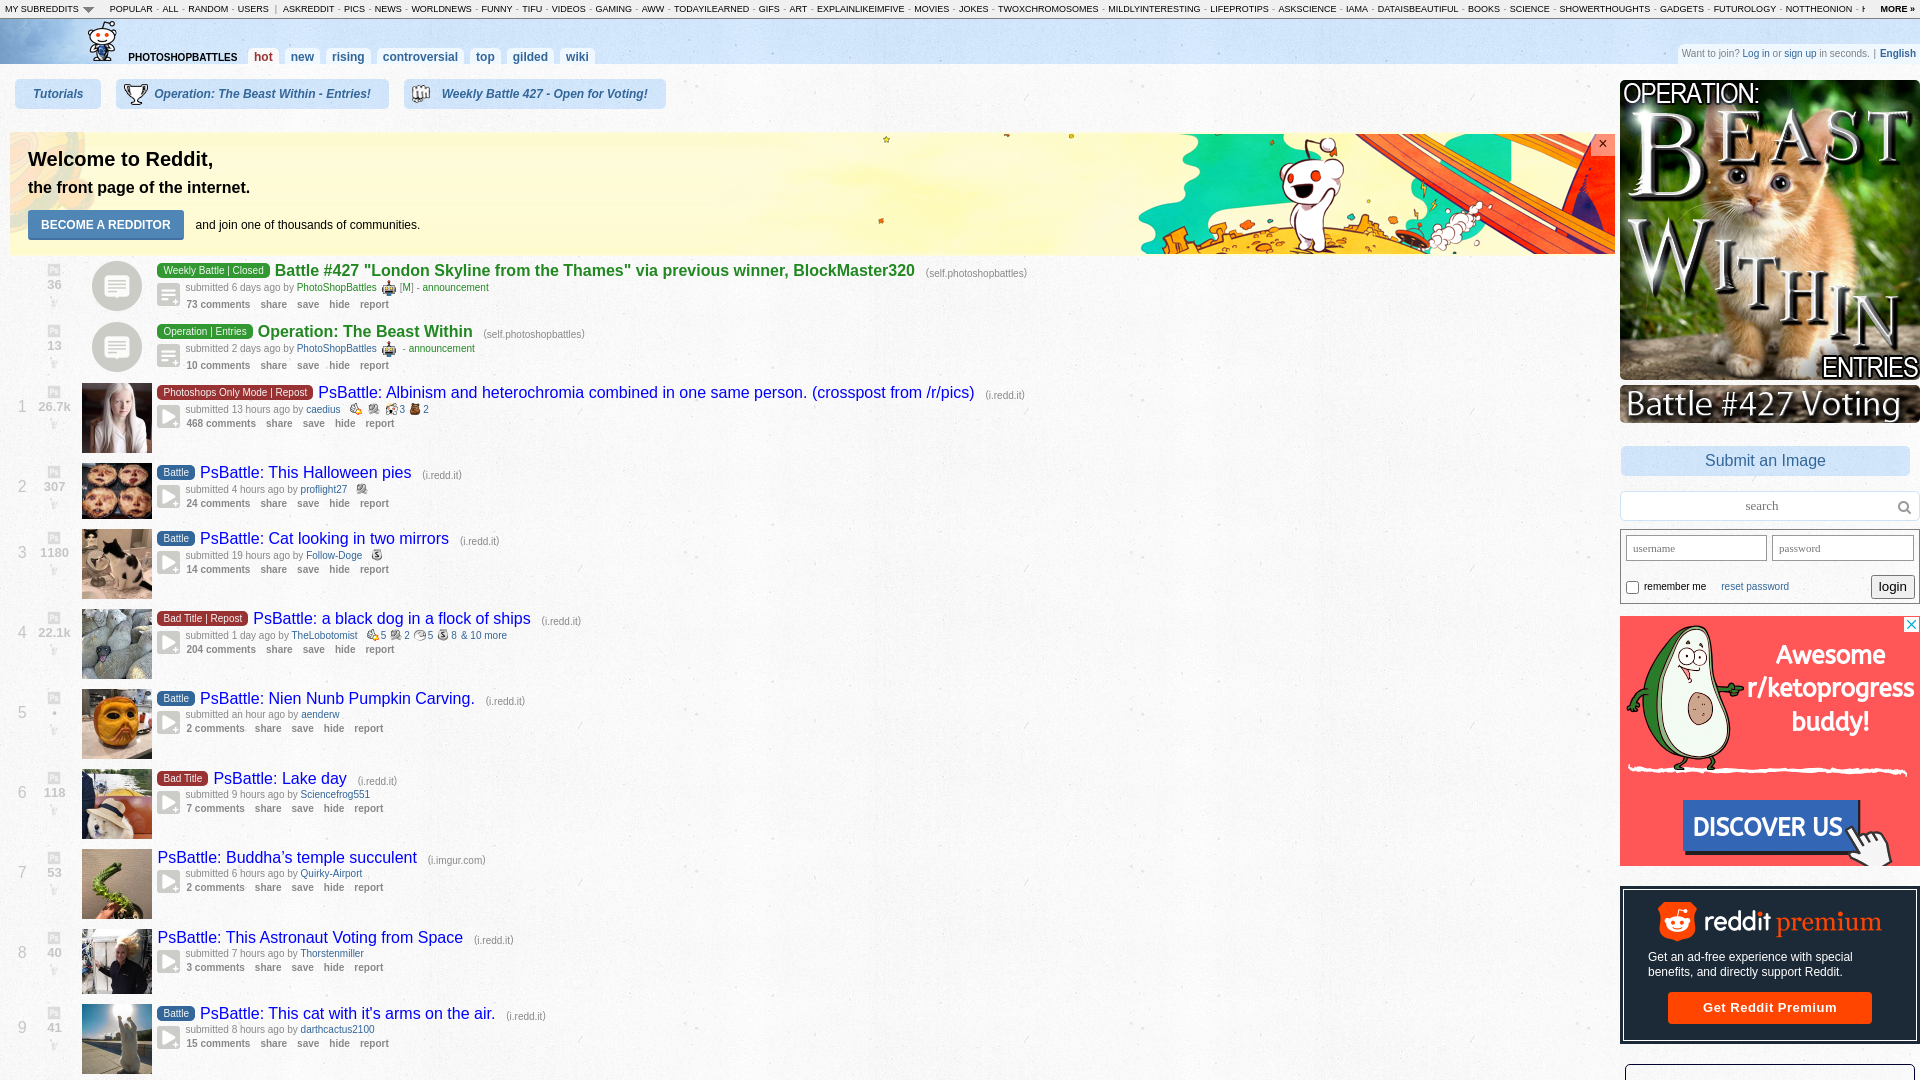 MY SUBREDDITS POPULAR - ALL - RANDOM - USERS | ASKREDDIT - PICS - NEWS - WORLDNEWS - FUNNY - TIFU - VIDEOS - GAMING - AWW - TODAYILEARNED - GIFS - ART - EXPLAINLIKEIMFIVE - MOVIES - JOKES - TWOXCHROMOSOMES - MILDLYINTERESTING - LIFEPROTIPS - ASKSCIENCE - IAMA - DATAISBEAUTIFUL - BOOKS - SCIENCE - SHOWERTHOUGHTS - GADGETS - FUTUROLOGY - NOTTHEONION - MORE »
PHOTOSHOPBATTLES hot new rising controversial top gilded wiki
Want to join? Log in or sign up in seconds. | English
Tutorials
Operation: The Beast Within - Entries!
Weekly Battle 427 - Open for Voting!
Welcome to Reddit,
the front page of the internet.
BECOME A REDDITOR and join one of thousands of communities.
×
36
Weekly Battle | Closed Battle #427 "London Skyline from the Thames" via previous winner, BlockMaster320 (self.photoshopbattles)
submitted 6 days ago by PhotoShopBattles [M] - announcement
73 comments share save hide report
13
Operation | Entries Operation: The Beast Within (self.photoshopbattles)
submitted 2 days ago by PhotoShopBattles - announcement
10 comments share save hide report
1 26.7k
Photoshops Only Mode | Repost PsBattle: Albinism and heterochromia combined in one same person. (crosspost from /r/pics) (i.redd.it)
submitted 13 hours ago by caedius 3 2
468 comments share save hide report
2 307
Battle PsBattle: This Halloween pies (i.redd.it)
submitted 4 hours ago by proflight27
24 comments share save hide report
3 1180
Battle PsBattle: Cat looking in two mirrors (i.redd.it)
submitted 19 hours ago by Follow-Doge
14 comments share save hide report
4 22.1k
Bad Title | Repost PsBattle: a black dog in a flock of ships (i.redd.it)
submitted 1 day ago by TheLobotomist 5 2 5 8 & 10 more
204 comments share save hide report
5 •
Battle PsBattle: Nien Nunb Pumpkin Carving. (i.redd.it)
submitted an hour ago by aenderw
2 comments share save hide report
6 118
Bad Title PsBattle: Lake day (i.redd.it)
submitted 9 hours ago by Sciencefrog551
7 comments share save hide report
7 53
PsBattle: Buddha’s temple succulent (i.imgur.com)
submitted 6 hours ago by Quirky-Airport
2 comments share save hide report
8 40
PsBattle: This Astronaut Voting from Space (i.redd.it)
submitted 7 hours ago by Thorstenmiller
3 comments share save hide report
9 41
Battle PsBattle: This cat with it's arms on the air. (i.redd.it)
submitted 8 hours ago by darthcactus2100
15 comments share save hide report
OPERATION:
BEAST
WITHIN
ENTRIES
Battle #427 Voting
Submit an Image
search
username password
remember me reset password login
Awesome
r/ketoprogress
buddy!
DISCOVER US
reddit premium
Get an ad-free experience with special
benefits, and directly support Reddit.
Get Reddit Premium